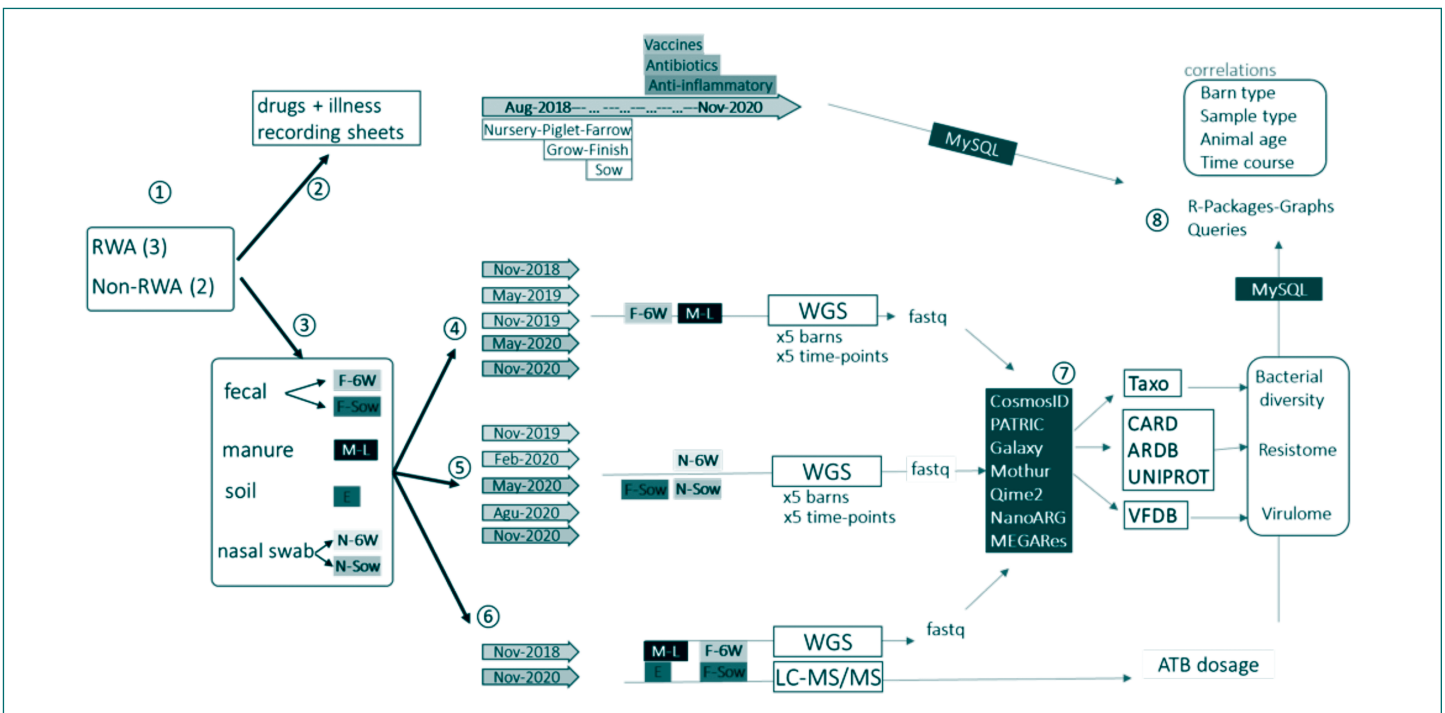 Vaccines
Antibiotics
Anti-inflammatory
Aug-2018--- ... ---...---...---...---Nov-2020
Nursery-Piglet-Farrow
Grow-Finish
Sow
MySQL
correlations
Barn type
Sample type
Animal age
Time course
drugs + illness
recording sheets
①
②
RWA (3)
Non-RWA (2)
③
fecal
F-6W
F-Sow
manure
M-L
soil
E
nasal swab
N-6W
N-Sow
④
Nov-2018
May-2019
Nov-2019
May-2020
Nov-2020
F-6W
M-L
WGS
x5 barns
x5 time-points
fastq
⑤
Nov-2019
Feb-2020
May-2020
Agu-2020
Nov-2020
N-6W
F-Sow
N-Sow
WGS
x5 barns
x5 time-points
fastq
⑥
Nov-2018
Nov-2020
M-L
F-6W
E
F-Sow
WGS
LC-MS/MS
fastq
ATB dosage
⑦
CosmosID
PATRIC
Galaxy
Mothur
Qime2
NanoARG
MEGARes
Taxo
CARD
ARDB
UNIPROT
VFDB
Bacterial
diversity
Resistome
Virulome
MySQL
⑧
R-Packages-Graphs
Queries